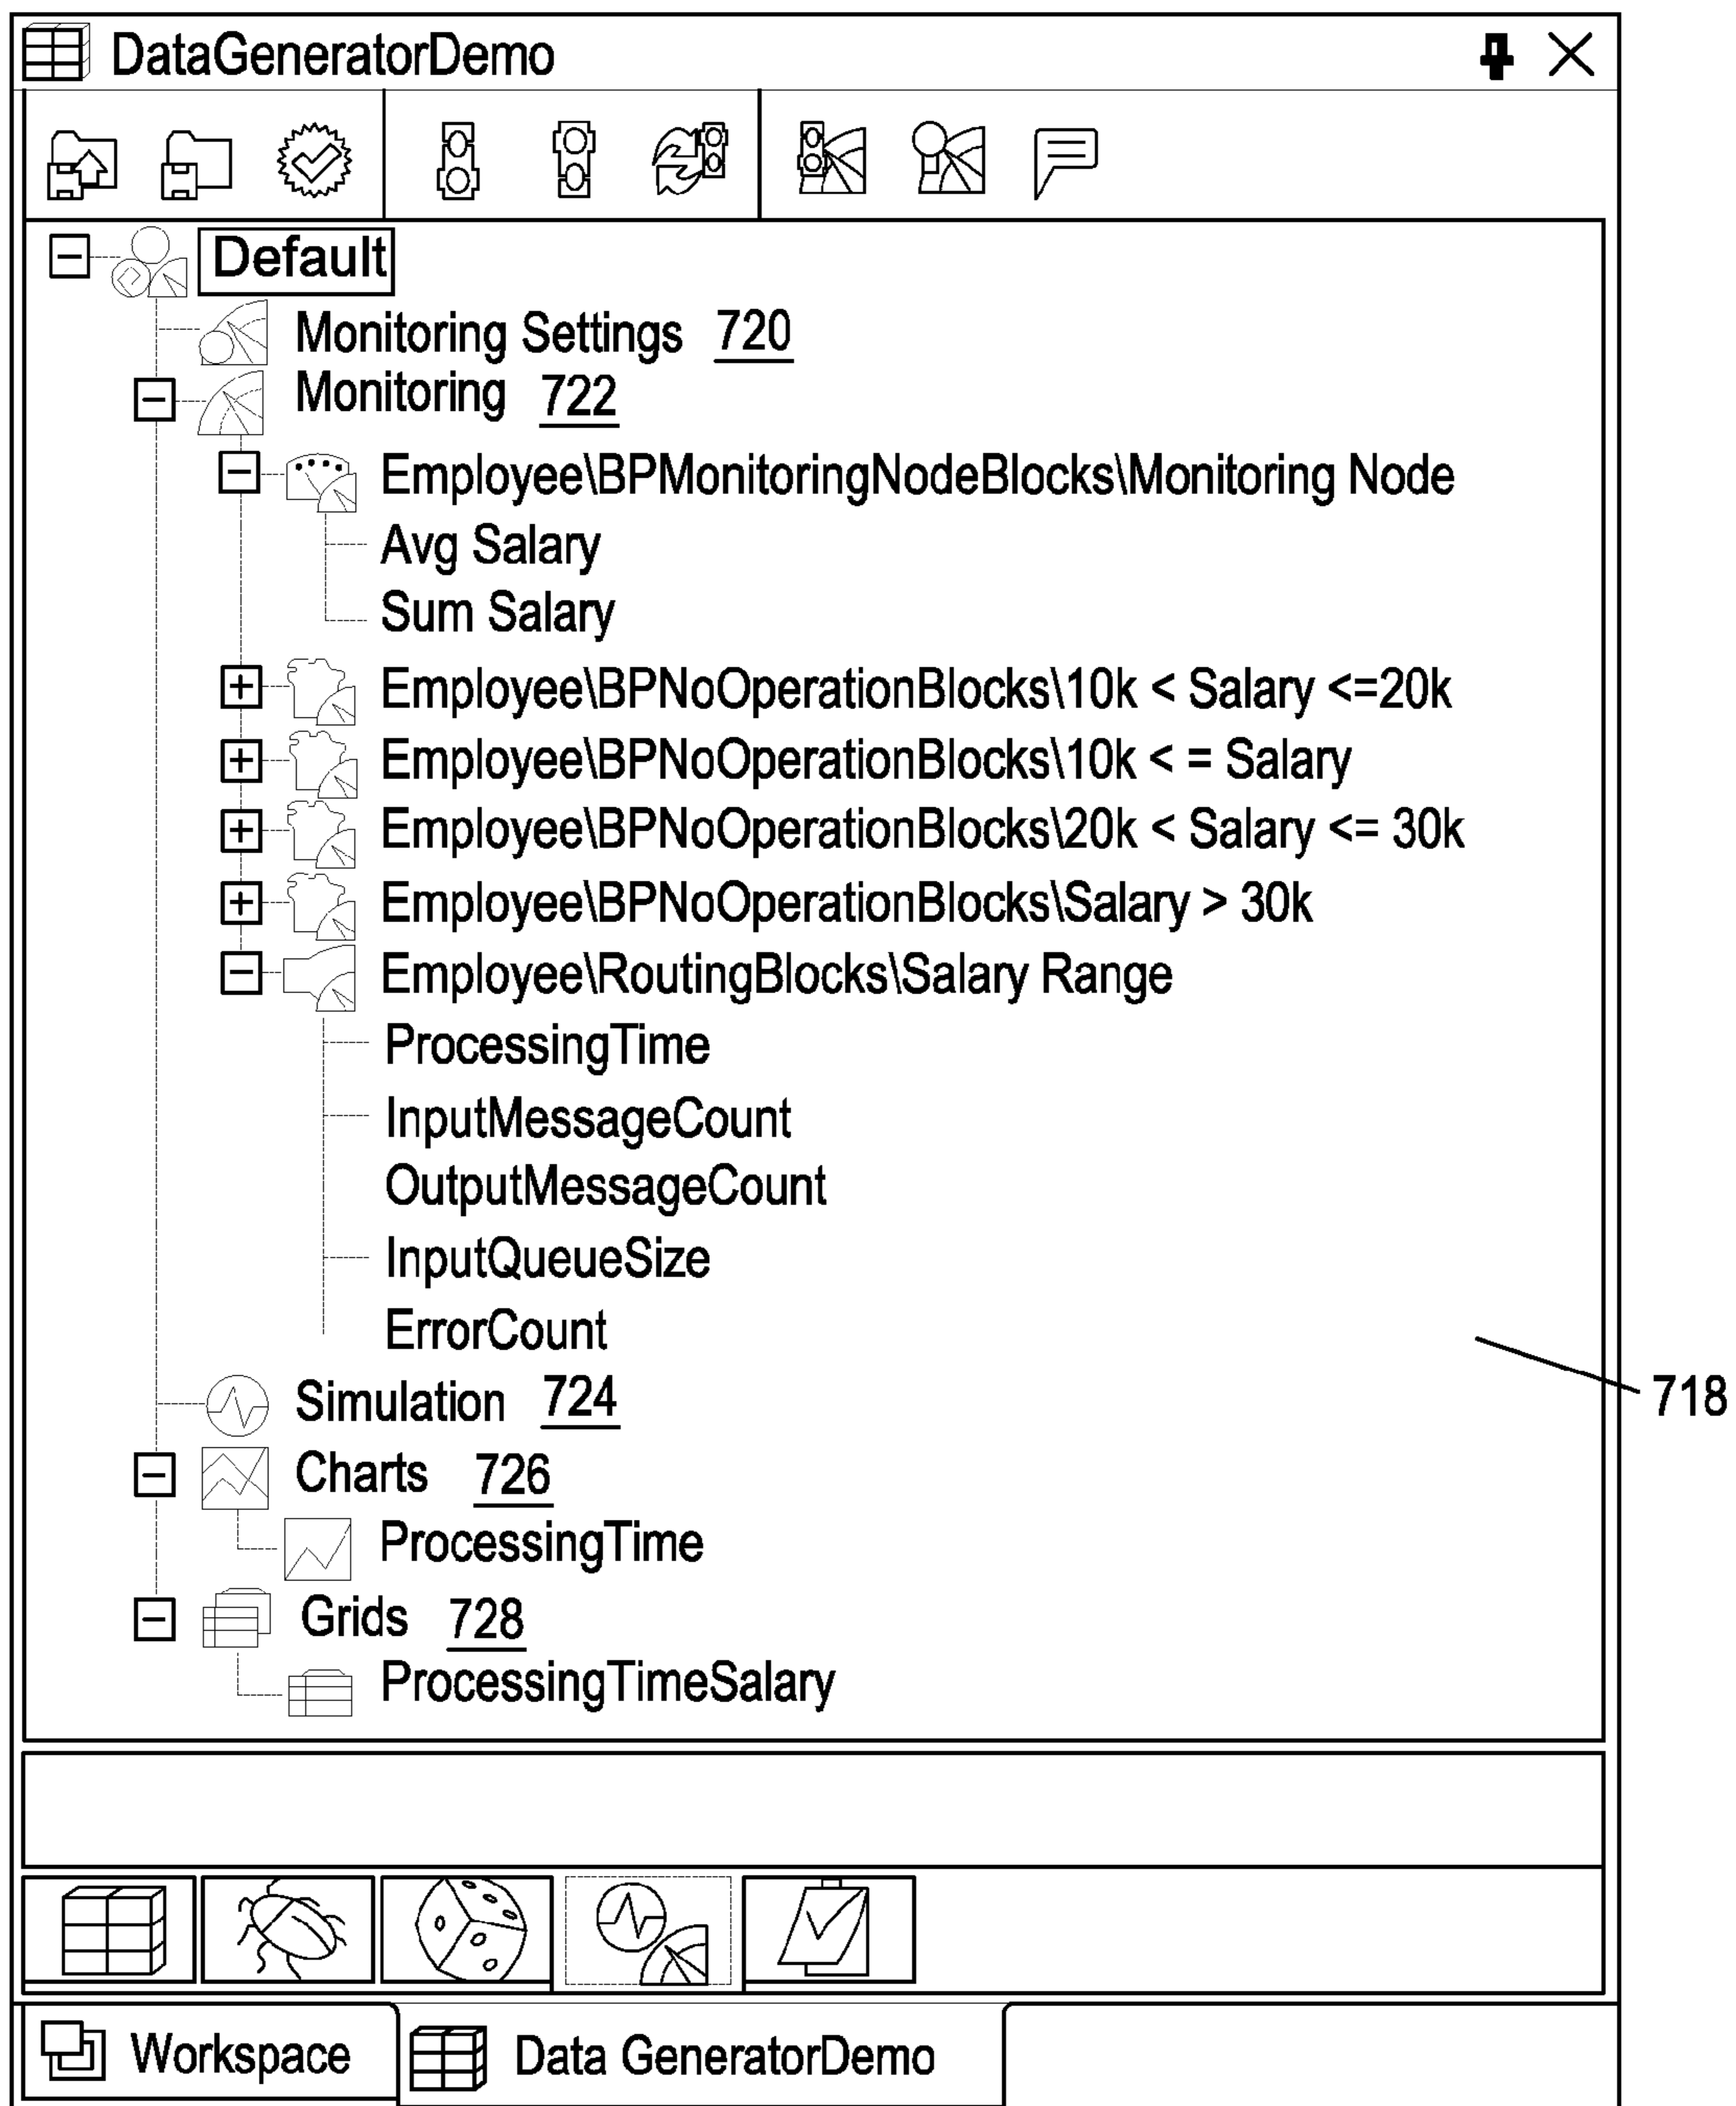 DataGeneratorDemo
Default
Monitoring Settings 720
Monitoring 722
Employee\BPMonitoringNodeBlocks\Monitoring Node
Avg Salary
Sum Salary
Employee\BPNoOperationBlocks\10k < Salary <=20k
Employee\BPNoOperationBlocks\10k < = Salary
Employee\BPNoOperationBlocks\20k < Salary <= 30k
Employee\BPNoOperationBlocks\Salary > 30k
Employee\RoutingBlocks\Salary Range
ProcessingTime
InputMessageCount
OutputMessageCount
InputQueueSize
ErrorCount
Simulation 724
718
Charts 726
ProcessingTime
Grids 728
ProcessingTimeSalary
Workspace Data GeneratorDemo